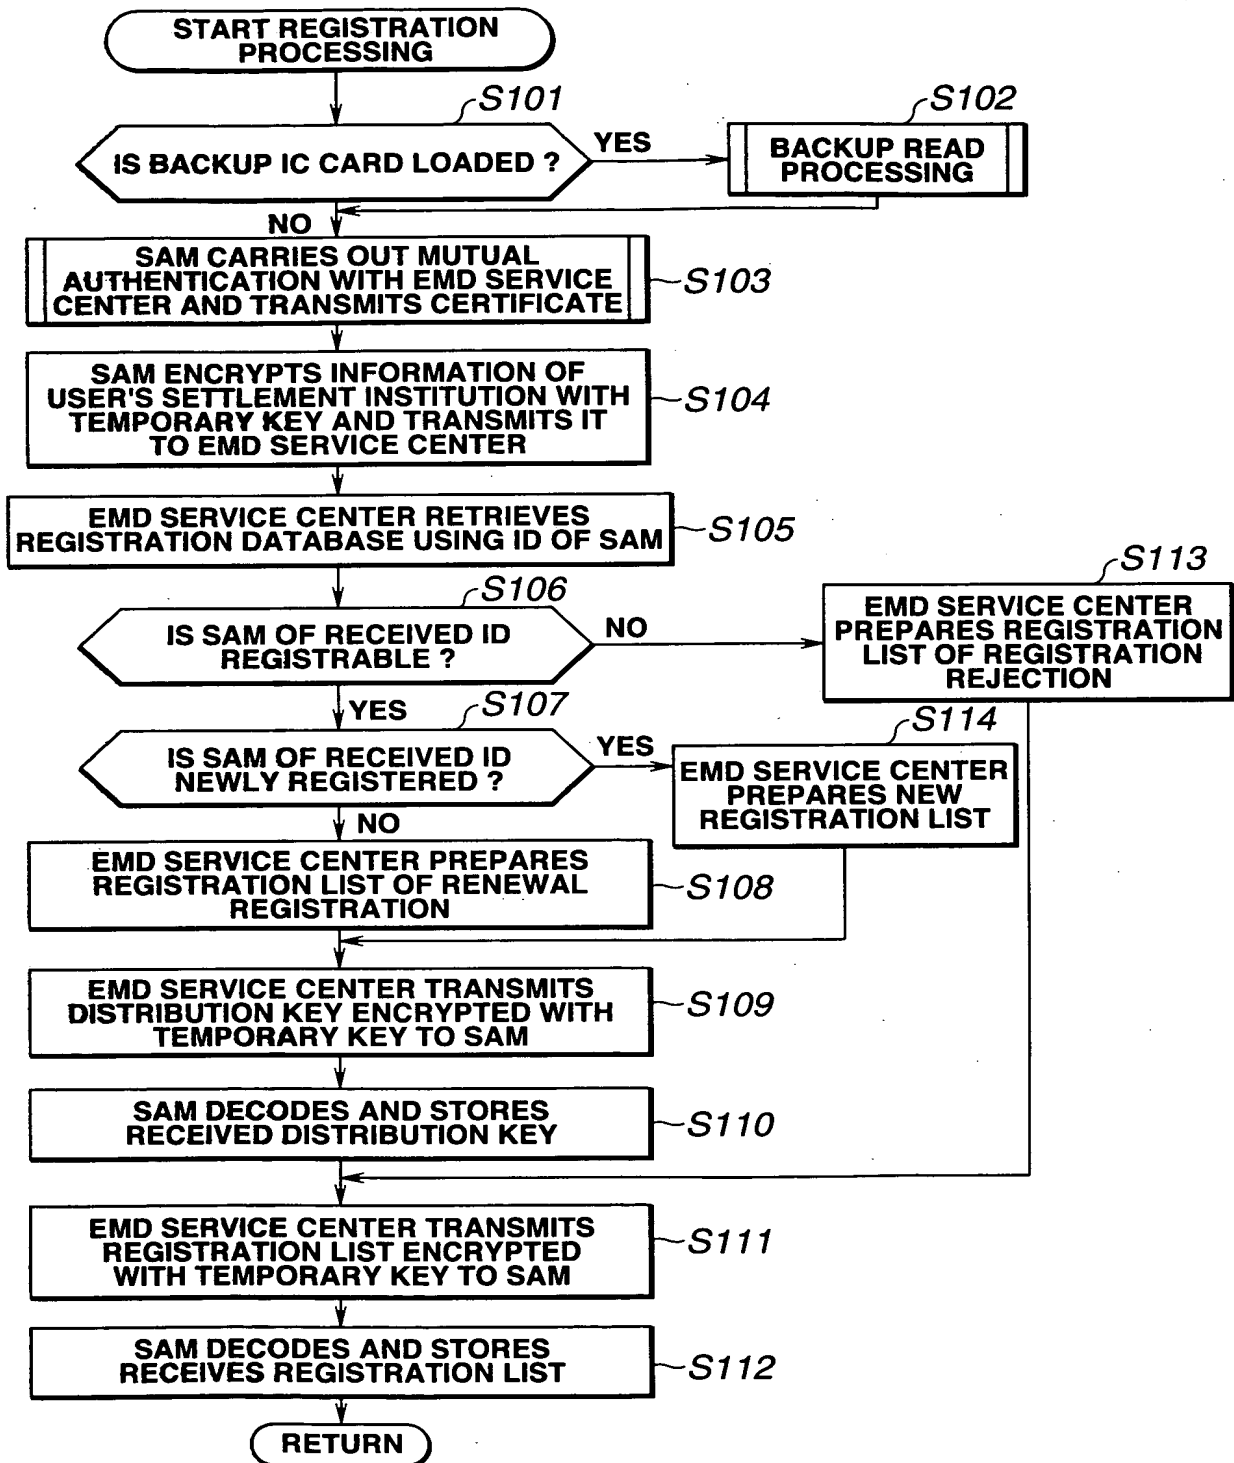 START REGISTRATION
PROCESSING
S101
IS BACKUP IC CARD LOADED ?
YES
S102
BACKUP READ
PROCESSING
NO
SAM CARRIES OUT MUTUAL
AUTHENTICATION WITH EMD SERVICE
CENTER AND TRANSMITS CERTIFICATE
S103
SAM ENCRYPTS INFORMATION OF
USER'S SETTLEMENT INSTITUTION WITH
TEMPORARY KEY AND TRANSMITS IT
TO EMD SERVICE CENTER
S104
EMD SERVICE CENTER RETRIEVES
REGISTRATION DATABASE USING ID OF SAM
S105
S106
IS SAM OF RECEIVED ID
REGISTRABLE ?
NO
S113
EMD SERVICE CENTER
PREPARES REGISTRATION
LIST OF REGISTRATION
REJECTION
YES
S107
IS SAM OF RECEIVED ID
NEWLY REGISTERED ?
YES
S114
EMD SERVICE CENTER
PREPARES NEW
REGISTRATION LIST
NO
EMD SERVICE CENTER PREPARES
REGISTRATION LIST OF RENEWAL
REGISTRATION
S108
EMD SERVICE CENTER TRANSMITS
DISTRIBUTION KEY ENCRYPTED WITH
TEMPORARY KEY TO SAM
S109
SAM DECODES AND STORES
RECEIVED DISTRIBUTION KEY
S110
EMD SERVICE CENTER TRANSMITS
REGISTRATION LIST ENCRYPTED
WITH TEMPORARY KEY TO SAM
S111
SAM DECODES AND STORES
RECEIVES REGISTRATION LIST
S112
RETURN